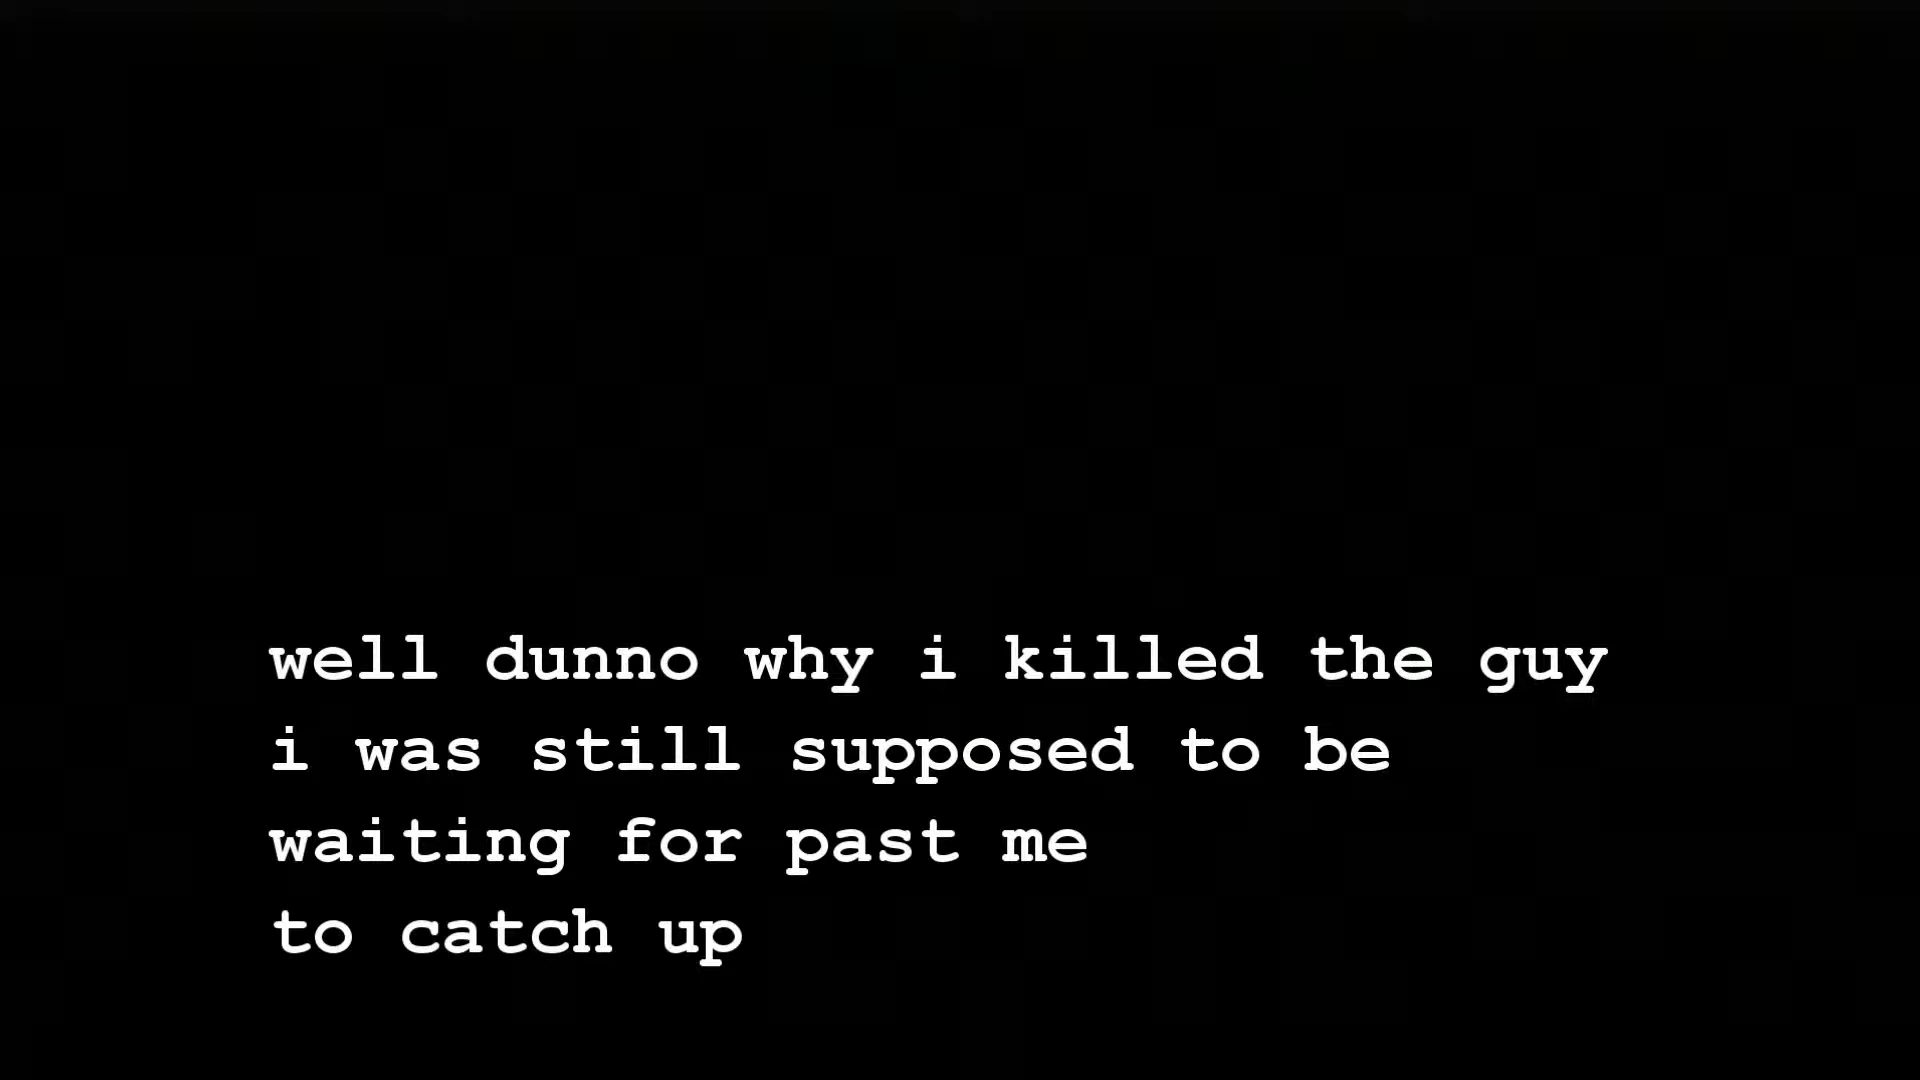 well dunno why i killed the guy
i was still supposed to be
waiting for past me
to catch up